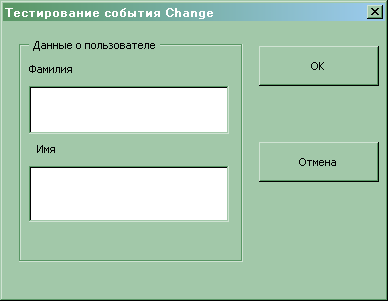 Тестирование события Change
Данные о пользователе
Фамилия
OK
Имя
Отмена